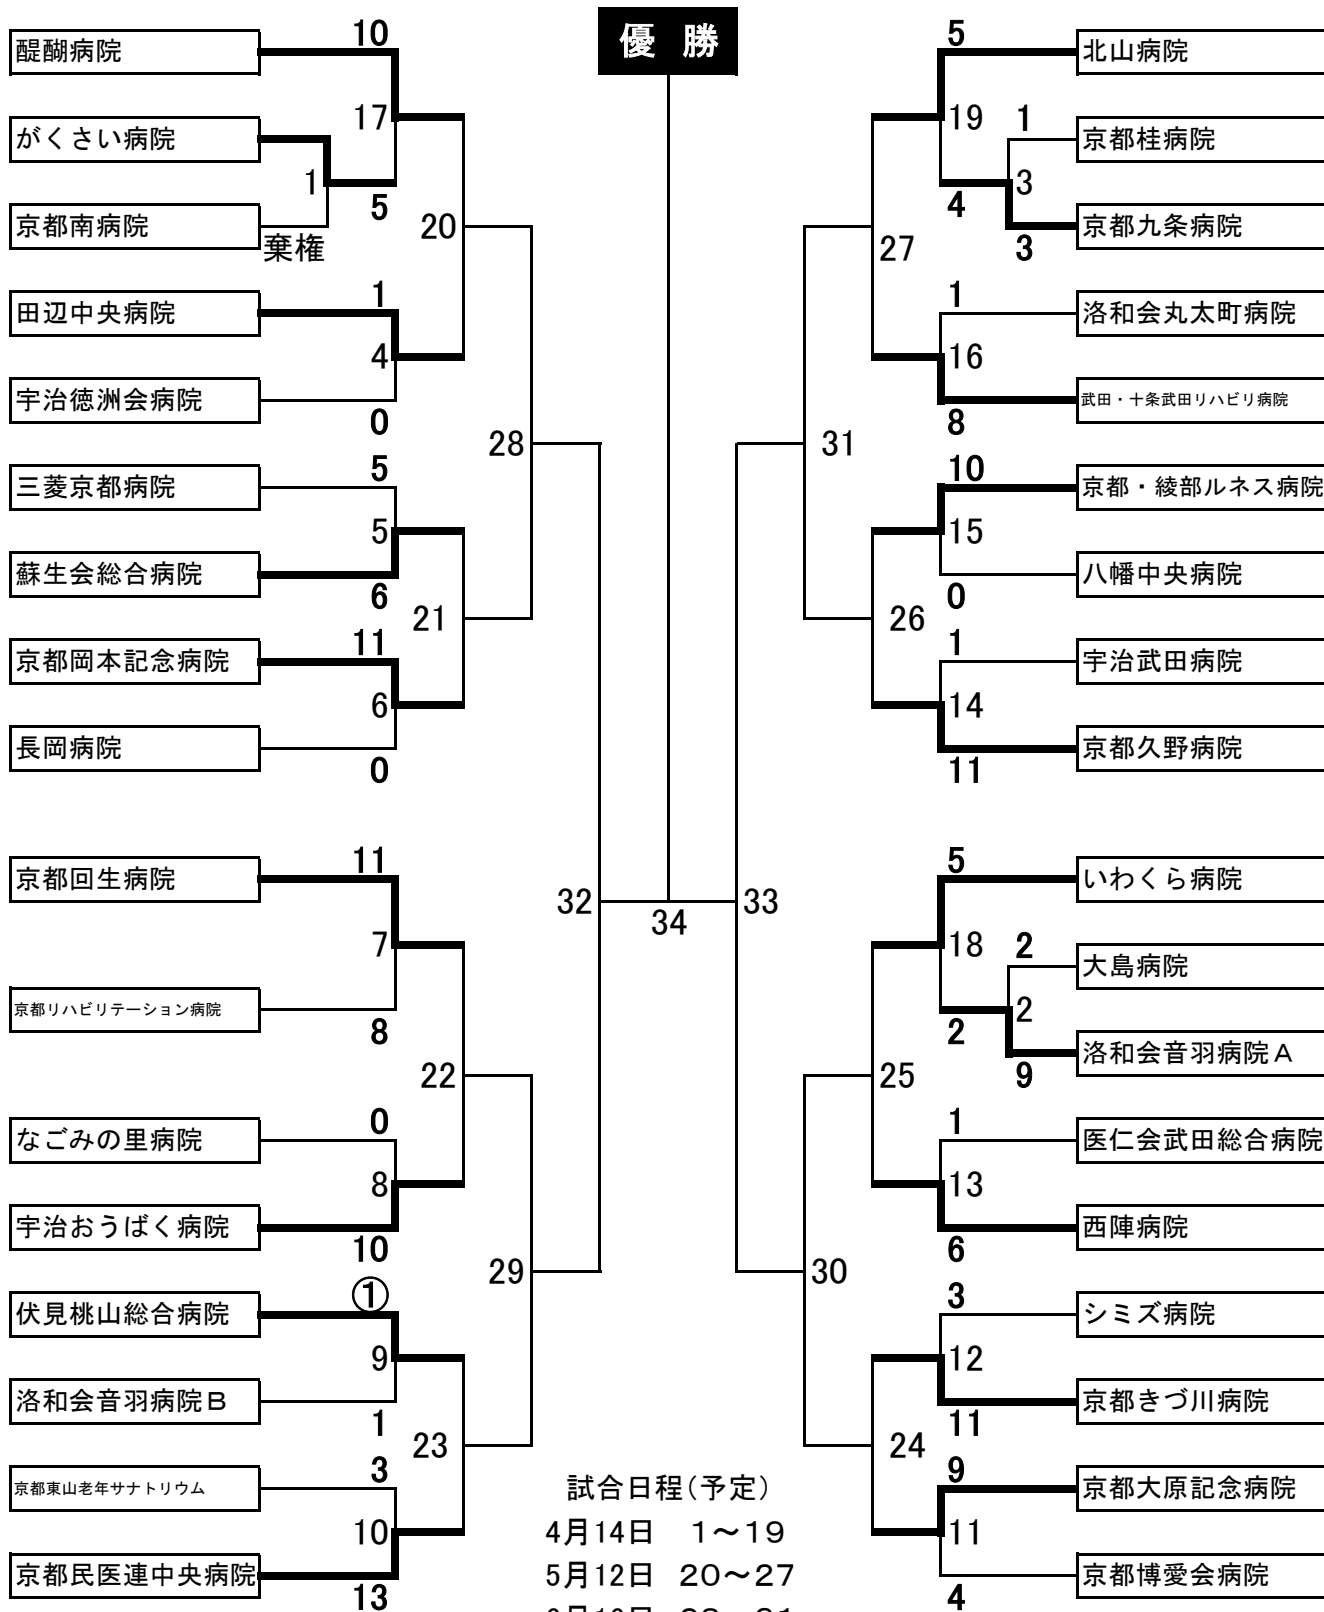 優 勝
10
醍醐病院
17
がくさい病院
1
5
京都南病院
棄権
20
1
田辺中央病院
4
宇治徳洲会病院
0
28
5
三菱京都病院
5
蘇生会総合病院
6
21
11
京都岡本記念病院
6
長岡病院
0
11
京都回生病院
7
京都リハビリテーション病院
8
22
0
なごみの里病院
8
宇治おうばく病院
10
29
①
伏見桃山総合病院
9
洛和会音羽病院B
1
23
3
京都東山老年サナトリウム
10
京都民医連中央病院
13
32
34
33
5
北山病院
19
1
京都桂病院
3
4
京都九条病院
3
27
1
洛和会丸太町病院
16
武田・十条武田リハビリ病院
8
31
10
京都・綾部ルネス病院
15
八幡中央病院
0
26
1
宇治武田病院
14
京都久野病院
11
5
いわくら病院
18
2
大島病院
2
2
洛和会音羽病院A
9
25
1
医仁会武田総合病院
13
西陣病院
6
30
3
シミズ病院
12
京都きづ川病院
11
24
9
京都大原記念病院
11
京都博愛会病院
4
試合日程(予定)
4月14日 1～19
5月12日 20～27